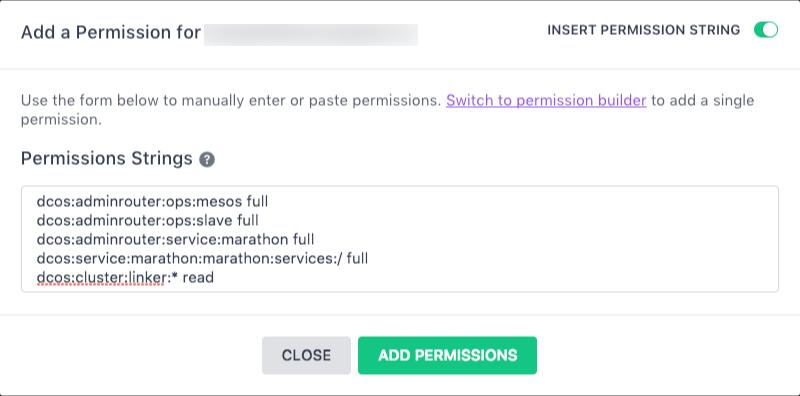 Add a Permission for
INSERT PERMISSION STRING
Use the form below to manually enter or paste permissions. Switch to permission builder to add a single
permission.
Permissions Strings ?
dcos:adminrouter:ops:mesos full
dcos:adminrouter:ops:slave full
dcos:adminrouter:service:marathon full
dcos:service:marathon:marathon:services:/ full
dcos:cluster:linker:* read
CLOSE
ADD PERMISSIONS